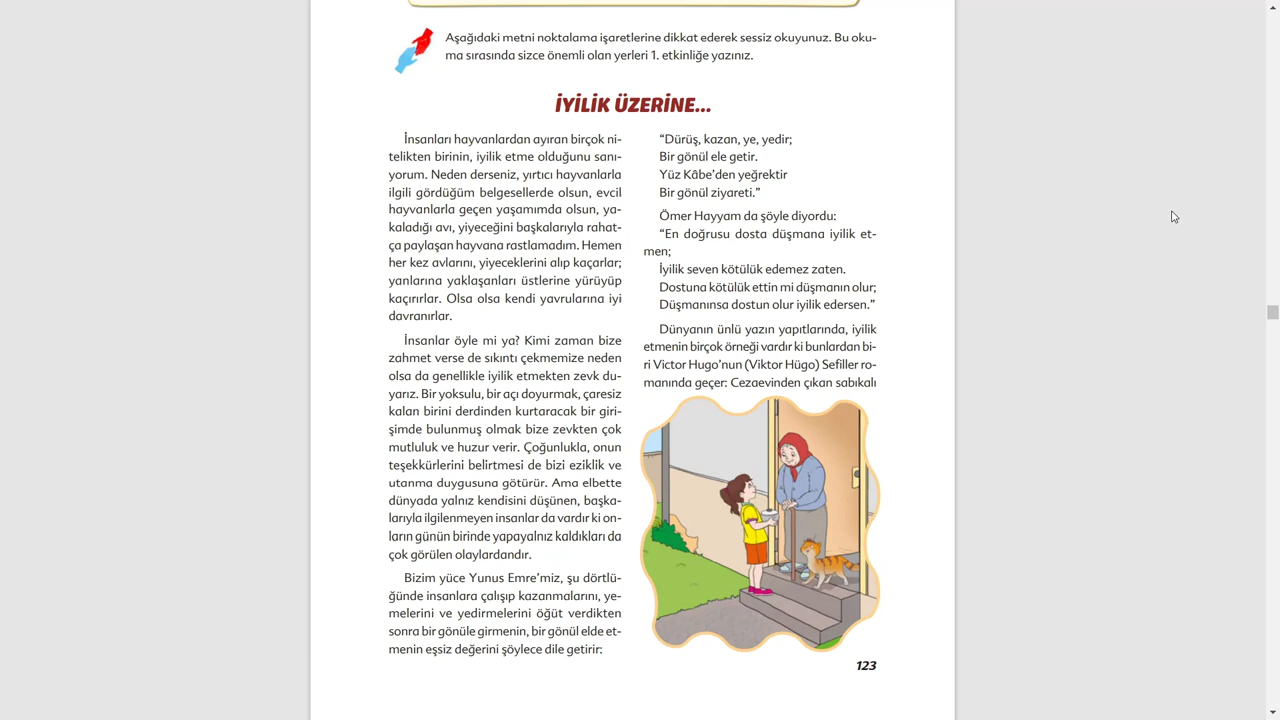 Aşağıdaki metni noktalama işaretlerine dikkat ederek sessiz okuyunuz. Bu oku-
ma sırasında sizce önemli olan yerleri 1. etkinliğe yazınız.
İYİLİK ÜZERİNE...
İnsanları hayvanlardan ayıran birçok ni-
telikten birinin, iyilik etme olduğunu sanı-
yorum. Neden derseniz, yırtıcı hayvanlarla
ilgili gördüğüm belgesellerde olsun, evcil
hayvanlarla geçen yaşamımda olsun, ya-
kaladığı avı, yiyeceğini başkalarıyla rahat-
ça paylaşan hayvana rastlamadım. Hemen
her kez avlarını, yiyeceklerini alıp kaçarlar;
yanlarına yaklaşanları üstlerine yürüyüp
kaçırırlar. Olsa olsa kendi yavrularına iyi
davranırlar.
İnsanlar öyle mi ya? Kimi zaman bize
zahmet verse de sıkıntı çekmemize neden
olsa da genellikle iyilik etmekten zevk du-
yarız. Bir yoksulu, bir açı doyurmak, çaresiz
kalan birini derdinden kurtaracak bir giri-
şimde bulunmuş olmak bize zevkten çok
mutluluk ve huzur verir. Çoğunlukla, onun
teşekkürlerini belirtmesi de bizi eziklik ve
utanma duygusuna götürür. Ama elbette
dünyada yalnız kendisini düşünen, başka-
larıyla ilgilenmeyen insanlar da vardır ki on-
ların günün birinde yapayalnız kaldıkları da
çok görülen olaylardandır.
Bizim yüce Yunus Emre’miz, şu dörtlü-
ğünde insanlara çalışıp kazanmalarını, ye-
melerini ve yedirmelerini öğüt verdikten
sonra bir gönüle girmenin, bir gönül elde et-
menin eşsiz değerini şöylece dile getirir:
“Dürüş, kazan, ye, yedir;
Bir gönül ele getir.
Yüz Kâbe’den yeğrektir
Bir gönül ziyareti.”
Ömer Hayyam da şöyle diyordu:
“En doğrusu dosta düşmana iyilik et-
men;
İyilik seven kötülük edemez zaten.
Dostuna kötülük ettin mi düşmanın olur;
Düşmanınsa dostun olur iyilik edersen.”
Dünyanın ünlü yazın yapıtlarında, iyilik
etmenin birçok örneği vardır ki bunlardan bi-
ri Victor Hugo’nun (Viktor Hügo) Sefiller ro-
manında geçer: Cezaevinden çıkan sabıkalı
123